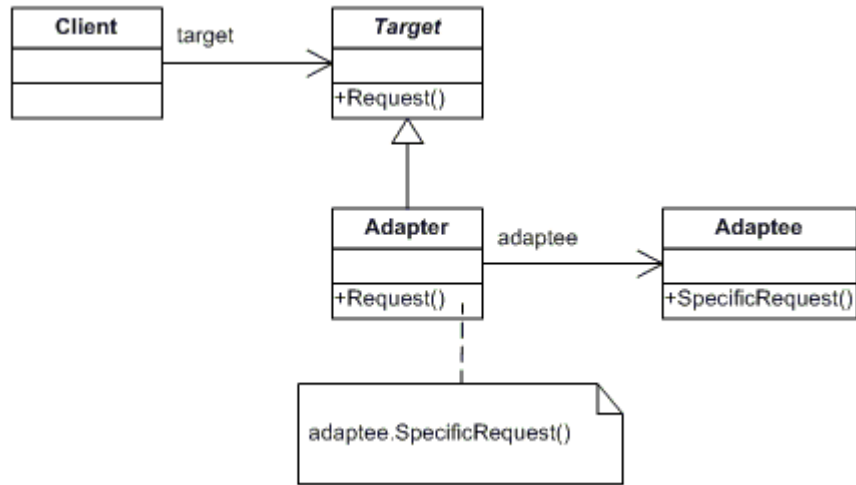 Client
target
Target
+Request()
Adapter
adaptee
Adaptee
+Request()
+SpecificRequest()
adaptee.SpecificRequest()